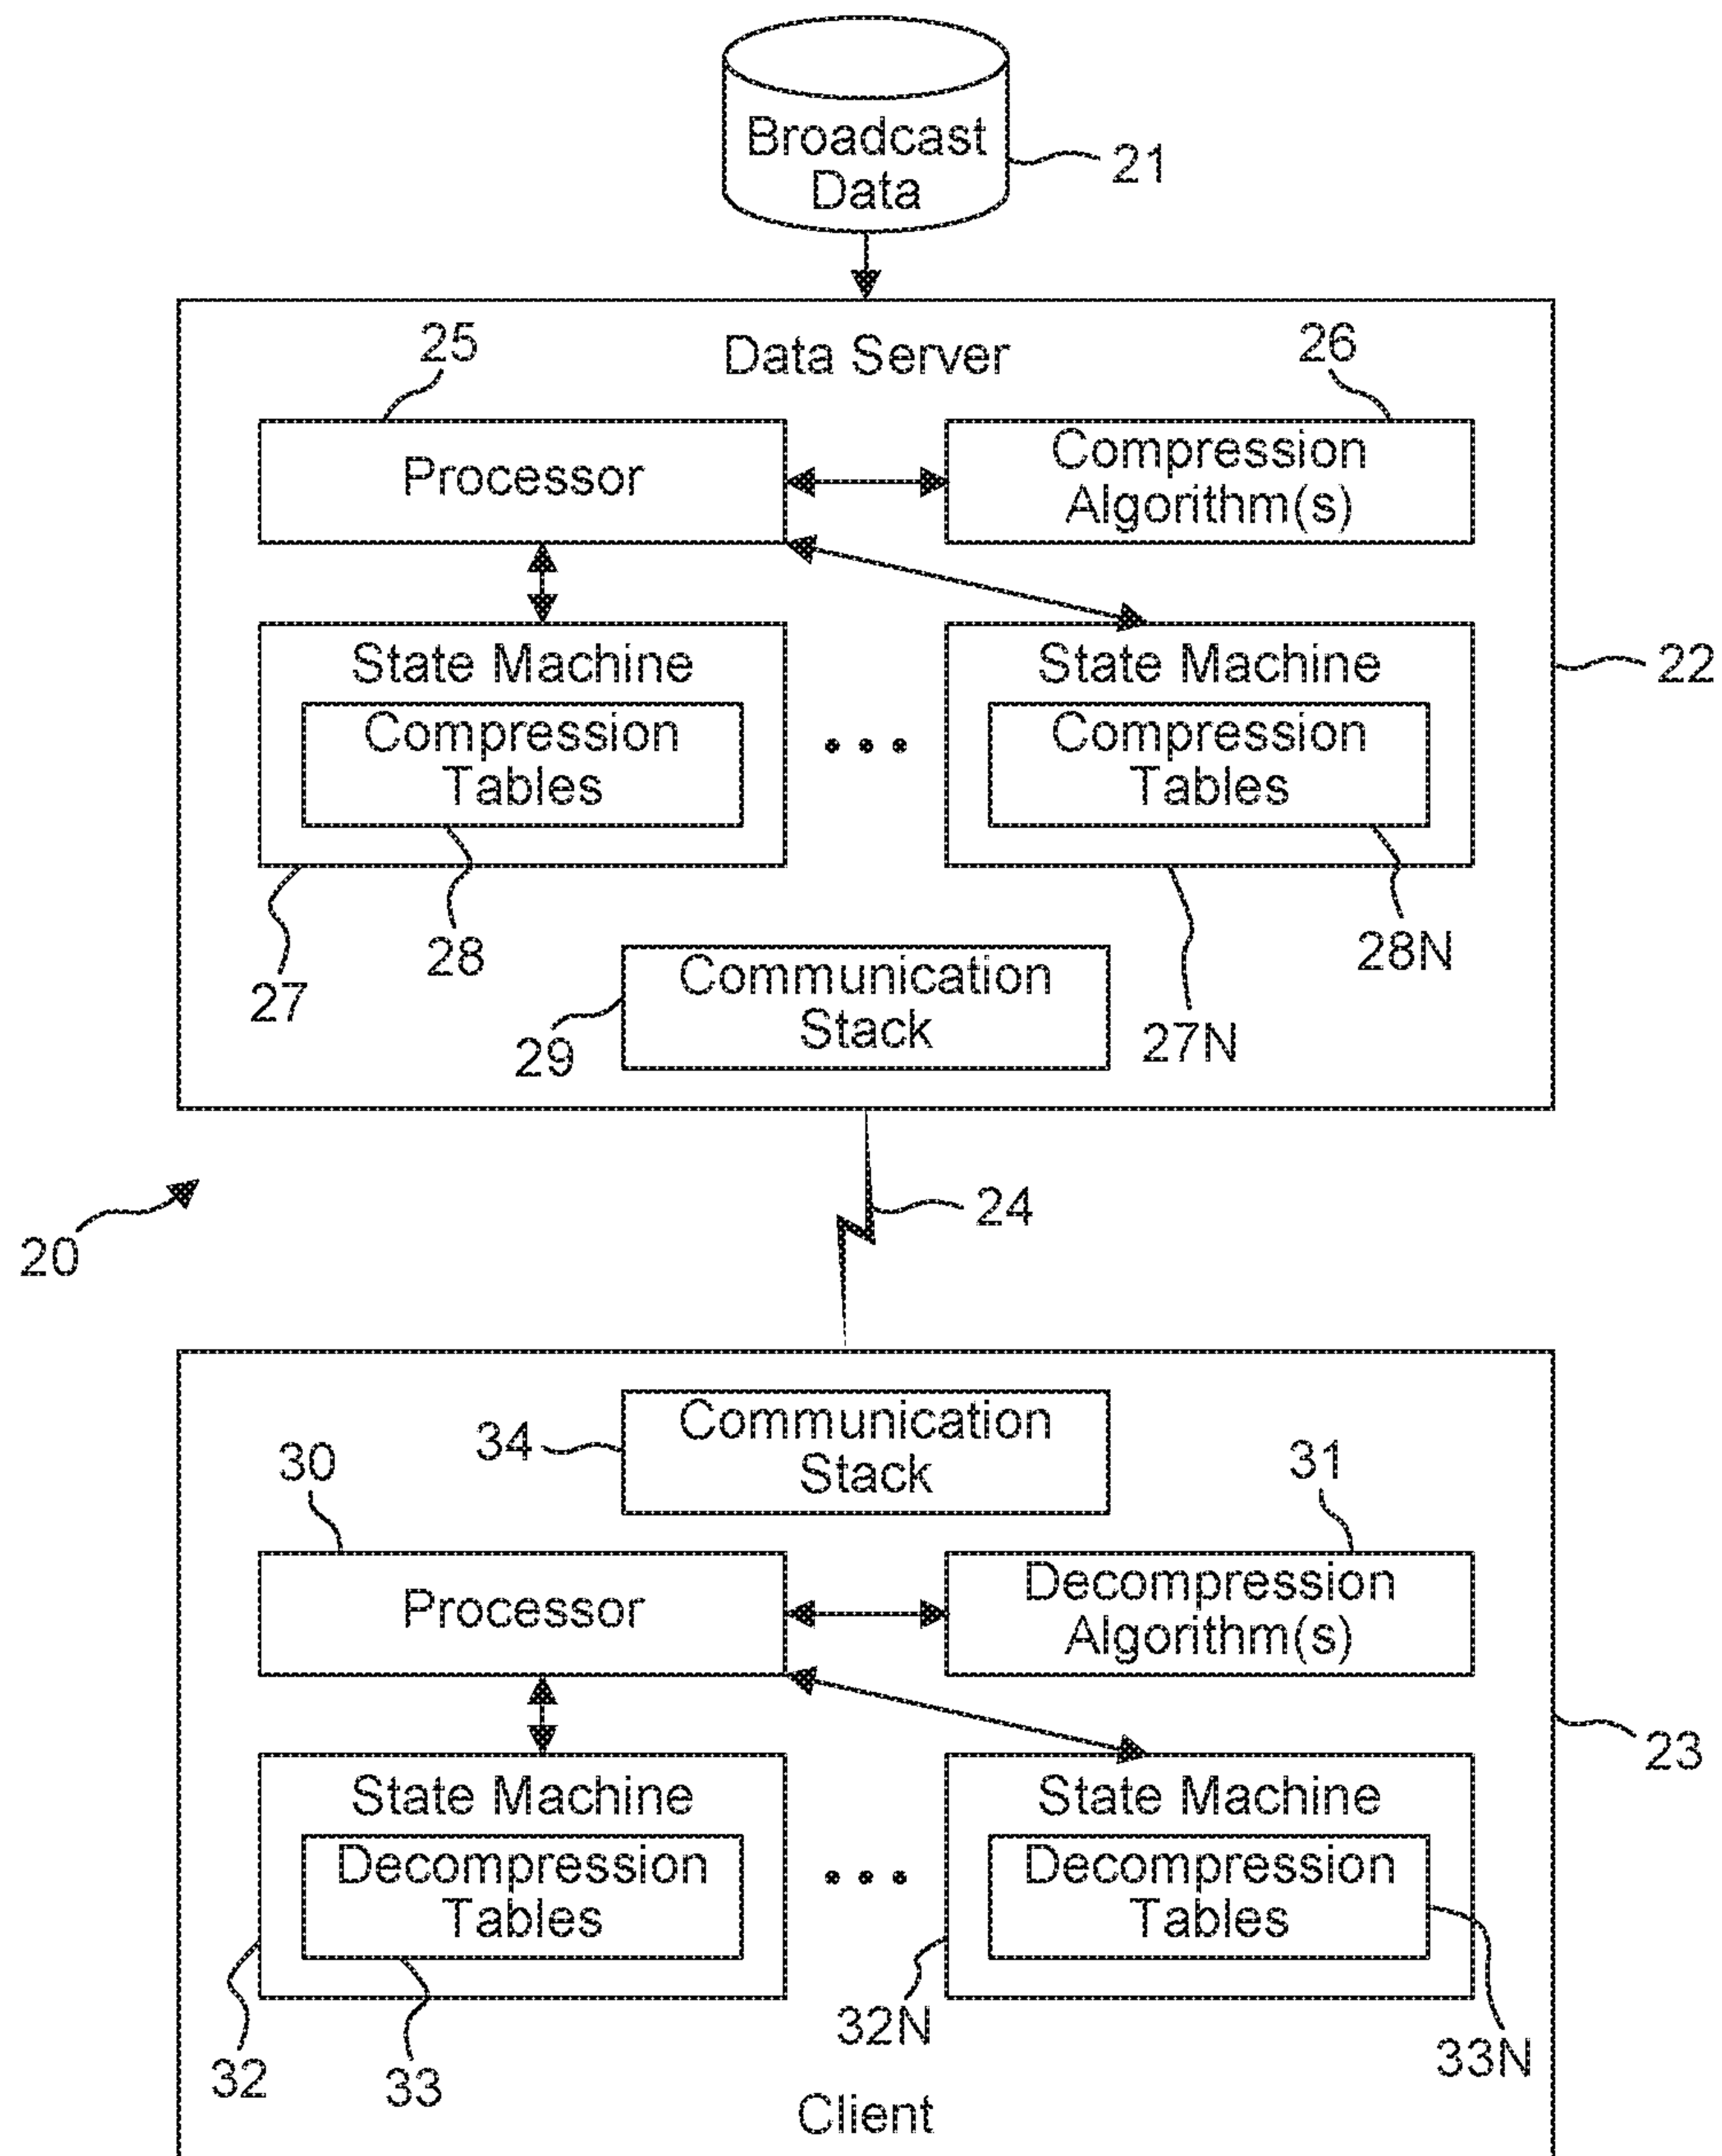 Broadcast
Data
21
25
Data Server
26
Processor
Compression
Algorithm(s)
State Machine
State Machine
22
Compression
Tables
Compression
Tables
28
28N
27
Communication
Stack
29
27N
24
20
Communication
Stack
34
30
31
Processor
Decompression
Algorithm(s)
23
State Machine
State Machine
Decompression
Tables
Decompression
Tables
32N
33N
32
33
Client